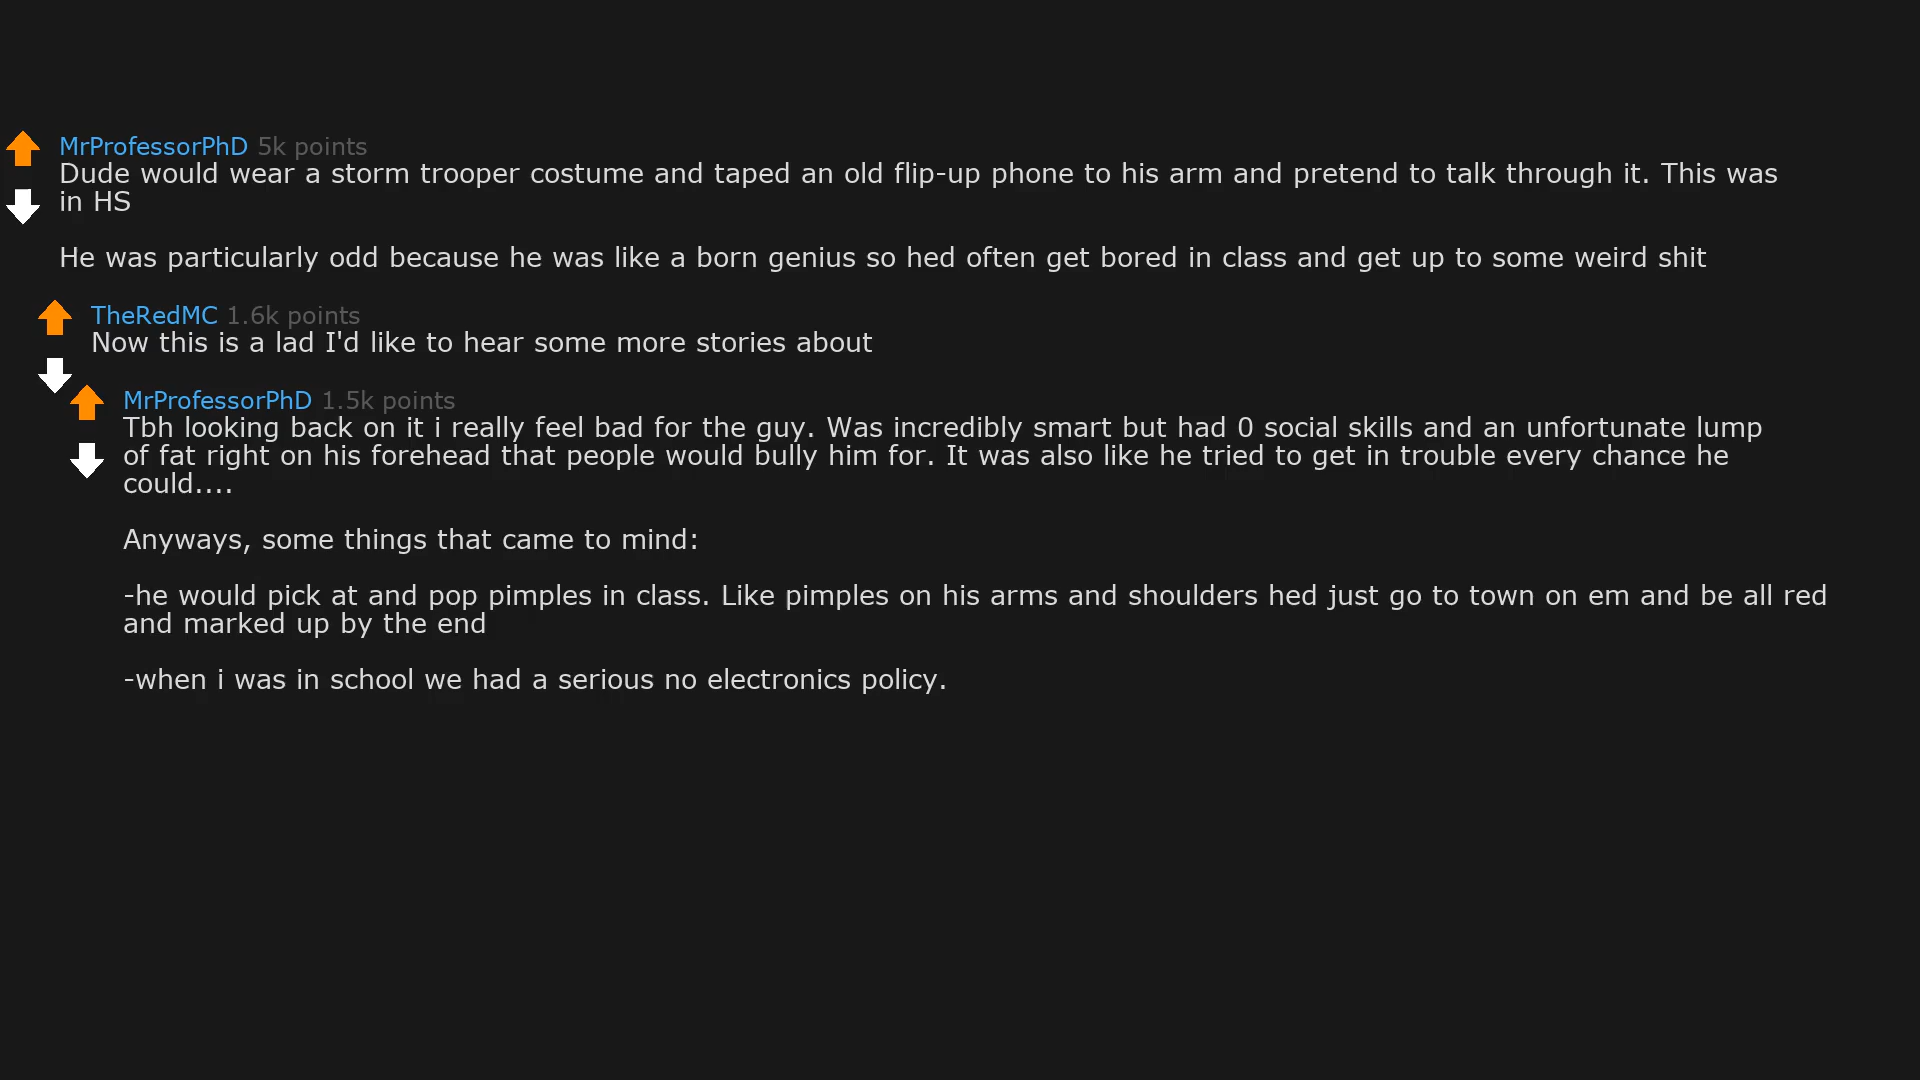 MrProfessorPhD 5k points
Dude would wear a storm trooper costume and taped an old flip-up phone to his arm and pretend to talk through it. This was
in HS
He was particularly odd because he was like a born genius so hed often get bored in class and get up to some weird shit
TheRedMC 1.6k points
Now this is a lad I'd like to hear some more stories about
MrProfessorPhD 1.5k points
Tbh looking back on it i really feel bad for the guy. Was incredibly smart but had 0 social skills and an unfortunate lump
of fat right on his forehead that people would bully him for. It was also like he tried to get in trouble every chance he
could....
Anyways, some things that came to mind:
-he would pick at and pop pimples in class. Like pimples on his arms and shoulders hed just go to town on em and be all red
and marked up by the end
-when i was in school we had a serious no electronics policy.